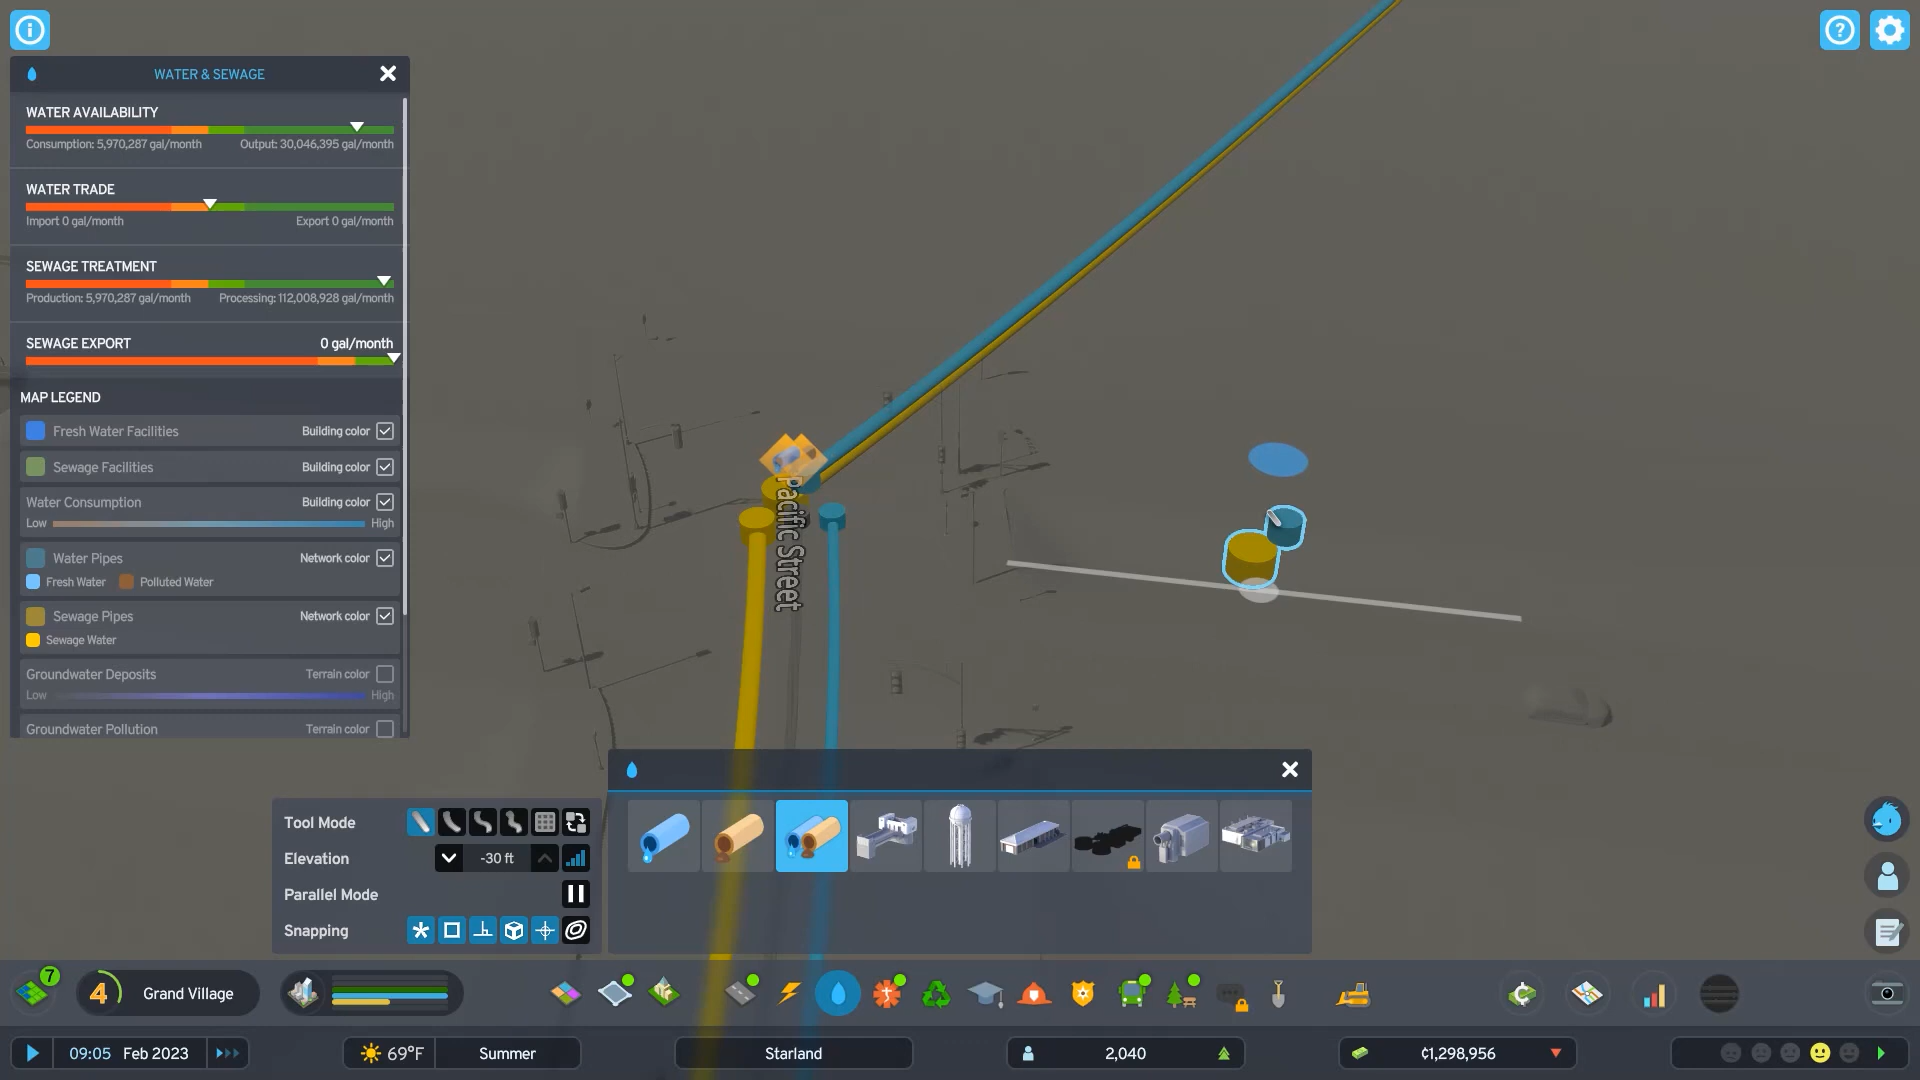 WATER & SEWAGE
WATER AVAILABILITY
Consumption: 5,970,287 gal/month Output: 30,046,395 gal/month
WATER TRADE
Import 0 gal/month Export 0 gal/month
SEWAGE TREATMENT
Production: 5,970,287 gal/month Processing: 112,008,928 gal/month
SEWAGE EXPORT 0 gal/month
MAP LEGEND
Fresh Water Facilities Building color
Sewage Facilities Building color
Water Consumption Building color
Low High
Water Pipes Network color
Fresh Water Polluted Water
Sewage Pipes Network color
Sewage Water
Groundwater Deposits Terrain color
Low High
Groundwater Pollution Terrain color
Pacific Street
Tool Mode
Elevation -30 ft
Parallel Mode
Snapping
7
4 Grand Village
09:05 Feb 2023
69°F Summer
Starland
2,040
¢1,298,956